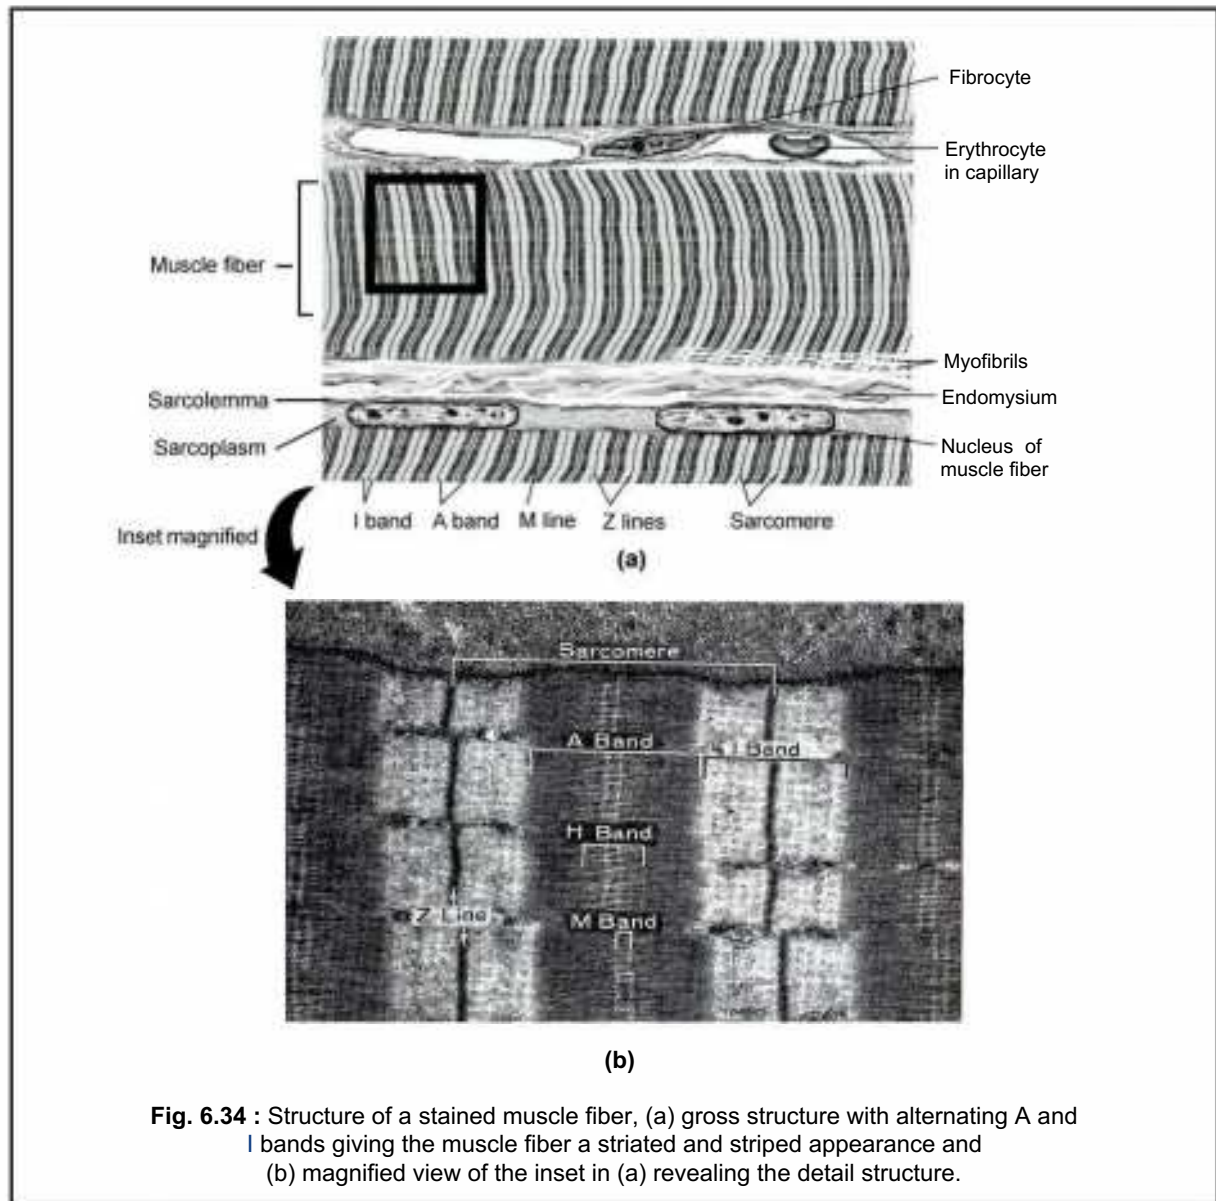 Fibrocyte
Erythrocyte
in capillary
Muscle fiber
Myofibrils
Sarcolemma
Endomysium
Sarcoplasm
Nucleus of
muscle fiber
I band A band M line Z lines Sarcomere
Inset magnified
(a)
Sarcomere
A Band I Band
H Band
Z Line M Band
(b)
Fig. 6.34 : Structure of a stained muscle fiber, (a) gross structure with alternating A and
I bands giving the muscle fiber a striated and striped appearance and
(b) magnified view of the inset in (a) revealing the detail structure.